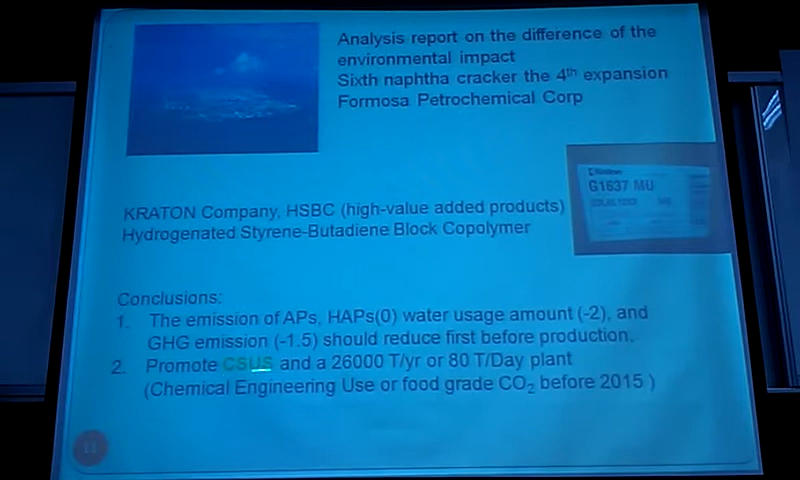 Analysis report on the difference of the
environmental impact
Sixth naphtha cracker the 4th expansion
Formosa Petrochemical Corp
G1637 MU
KRATON Company, HSBC (high-value added products)
Hydrogenated Styrene-Butadiene Block Copolymer
Conclusions:
1. The emission of APs, HAPs(0) water usage amount (-2), and
GHG emission (-1.5) should reduce first before production.
2. Promote CSUS and a 26000 T/yr or 80 T/Day plant
(Chemical Engineering Use or food grade CO2 before 2015 )
11